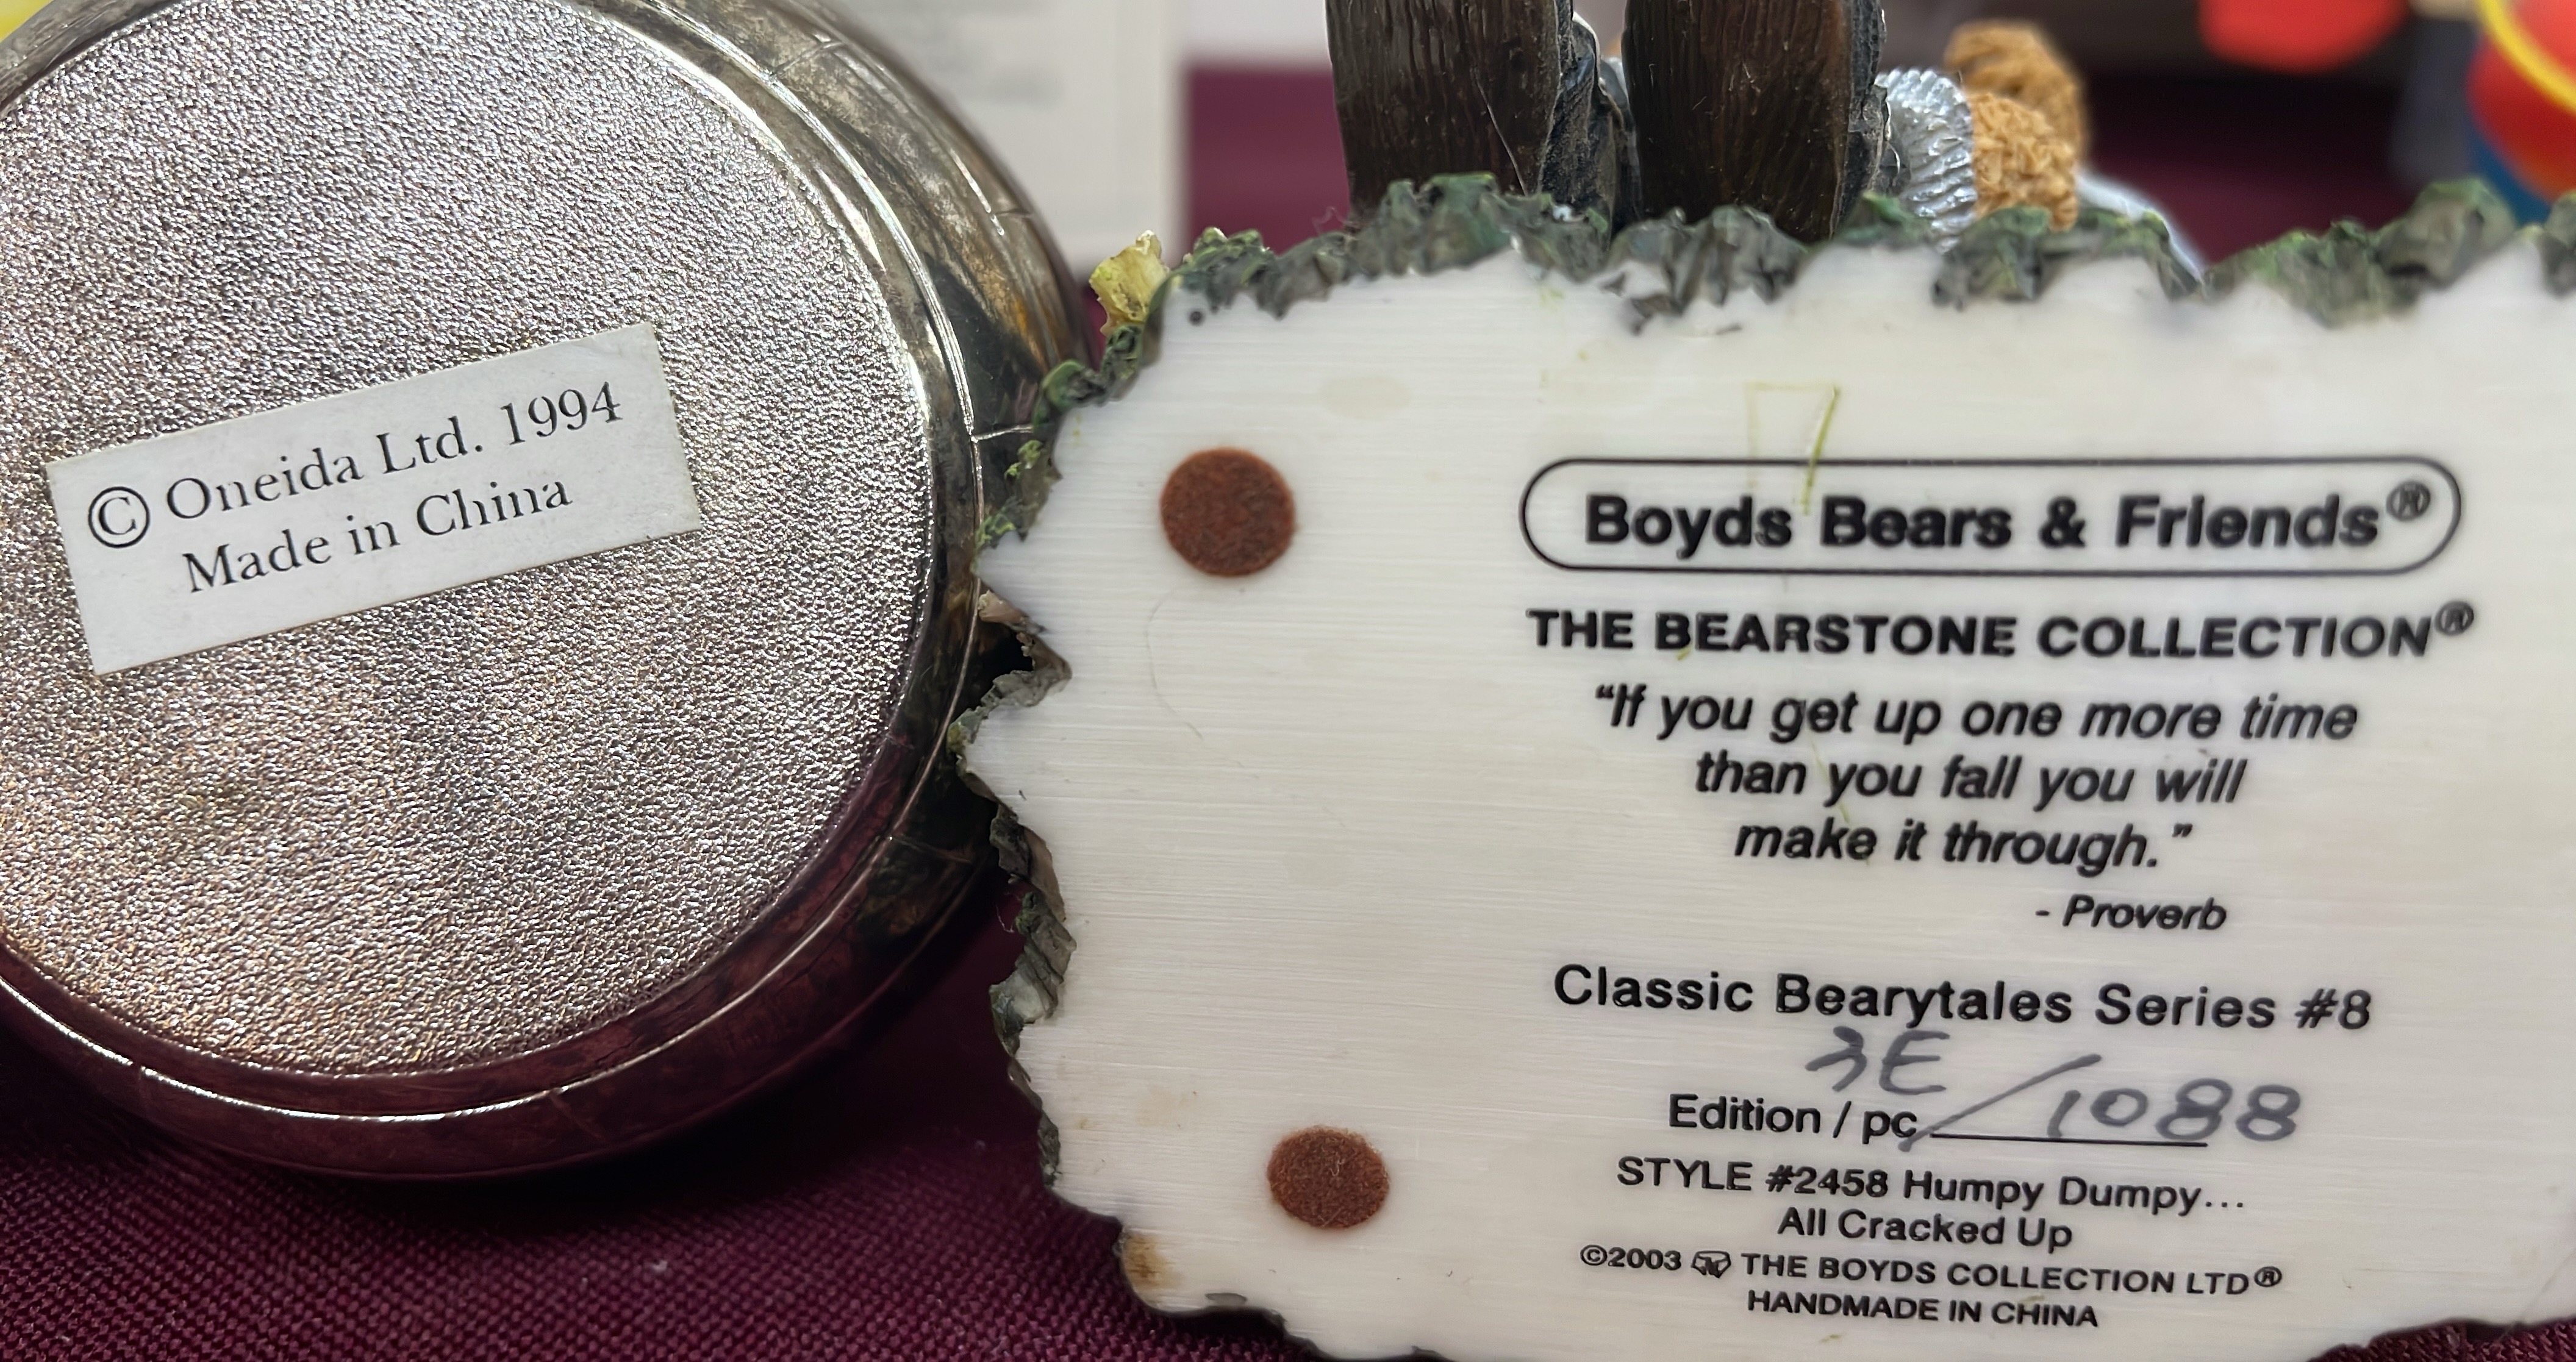 © Oneida Ltd. 1994
Made in China
Boyds Bears & Friends®
THE BEARSTONE COLLECTION®
“If you get up one more time
than you fall you will
make it through.”
- Proverb
Classic Bearytales Series #8
3E/1088
Edition / pc
STYLE #2458 Humpy Dumpy...
All Cracked Up
©2003 THE BOYDS COLLECTION LTD®
HANDMADE IN CHINA